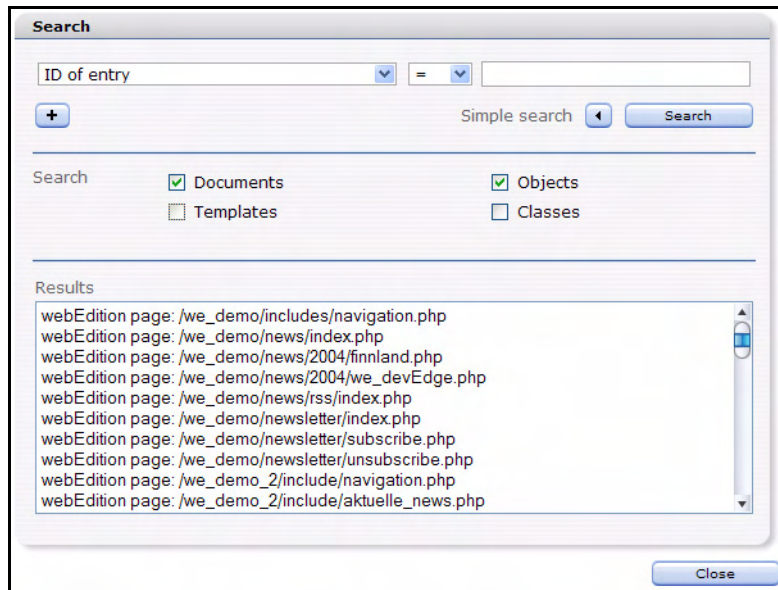 Search
ID of entry =
+ Simple search Search
Search Documents Objects
Templates Classes
Results
webEdition page: /we_demo/includes/navigation.php
webEdition page: /we_demo/news/index.php
webEdition page: /we_demo/news/2004/finnland.php
webEdition page: /we_demo/news/2004/we_devEdge.php
webEdition page: /we_demo/news/rss/index.php
webEdition page: /we_demo/newsletter/index.php
webEdition page: /we_demo/newsletter/subscribe.php
webEdition page: /we_demo/newsletter/unsubscribe.php
webEdition page: /we_demo_2/include/navigation.php
webEdition page: /we_demo_2/include/aktuelle_news.php
Close